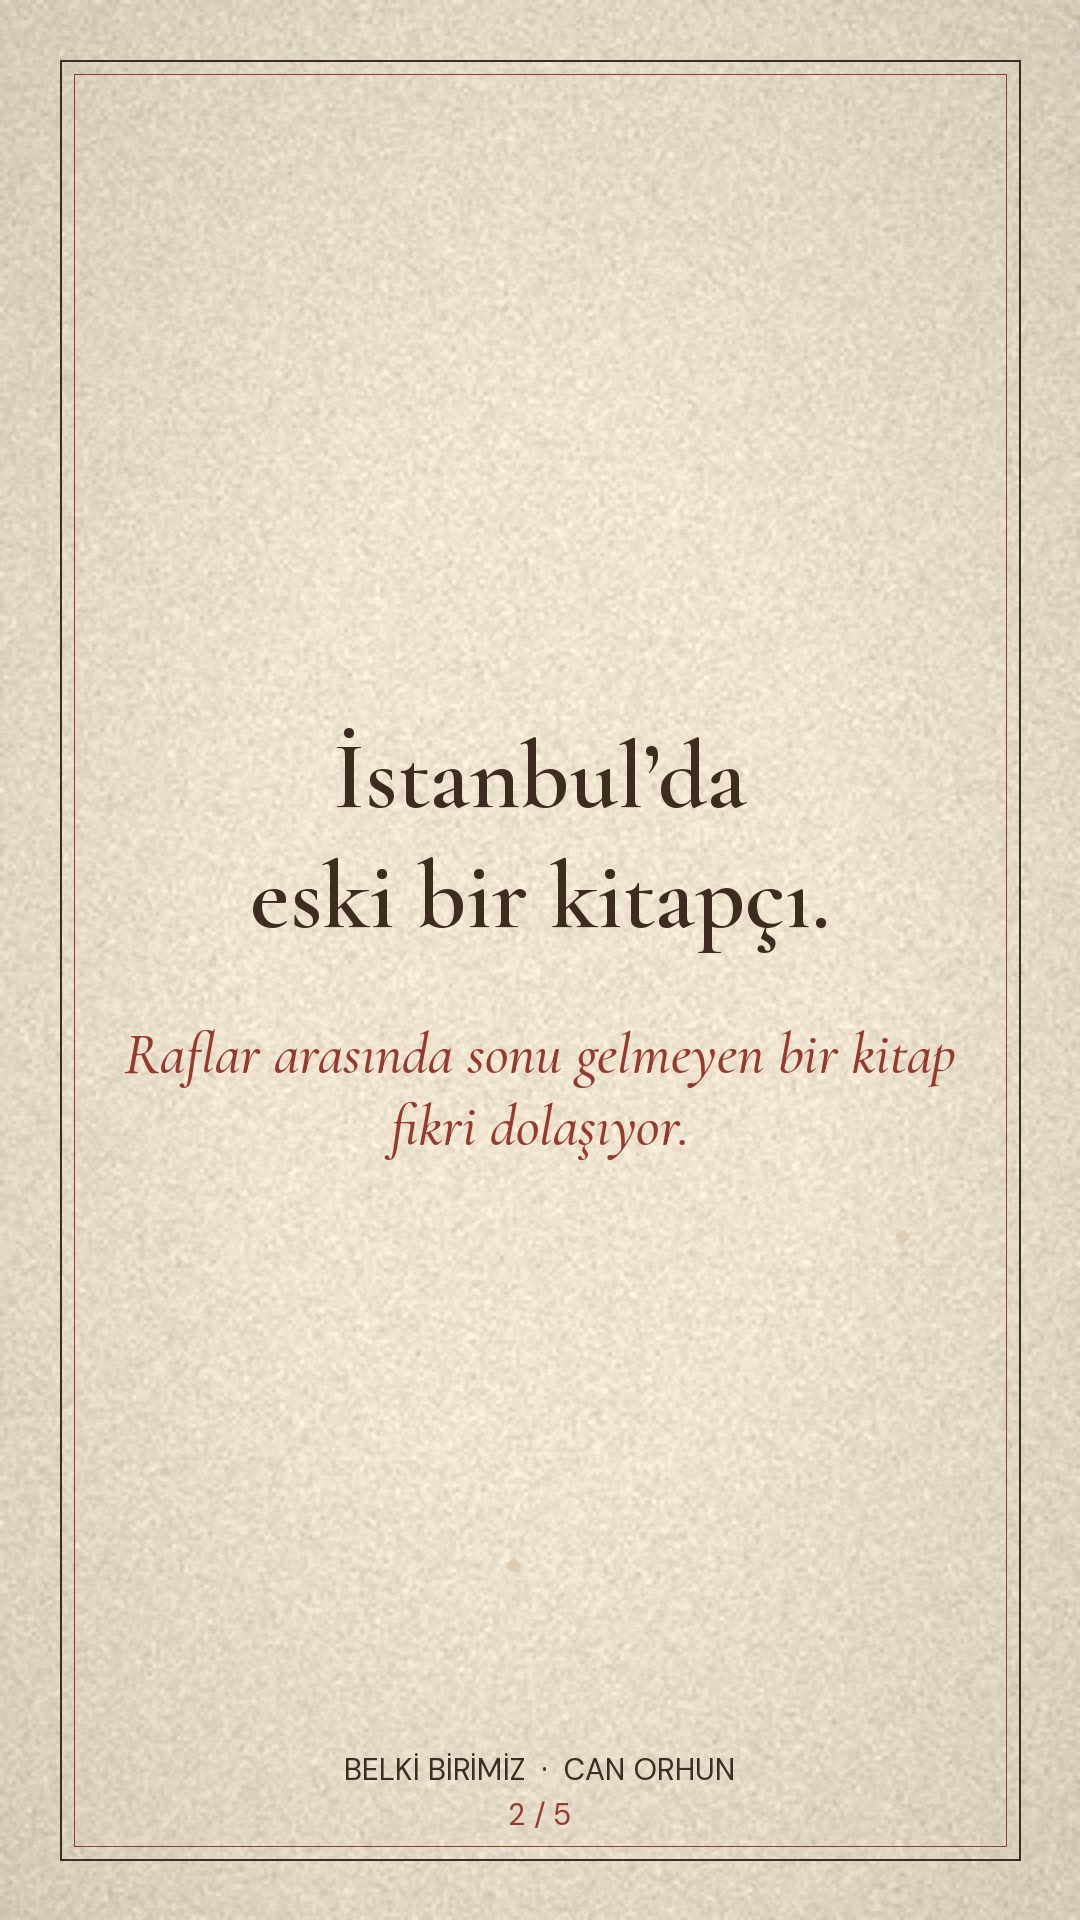 İstanbul’da
eski bir kitapçı.
Raflar arasında sonu gelmeyen bir kitap
fikri dolaşıyor.
BELKİ BİRİMİZ · CAN ORHUN
2 / 5